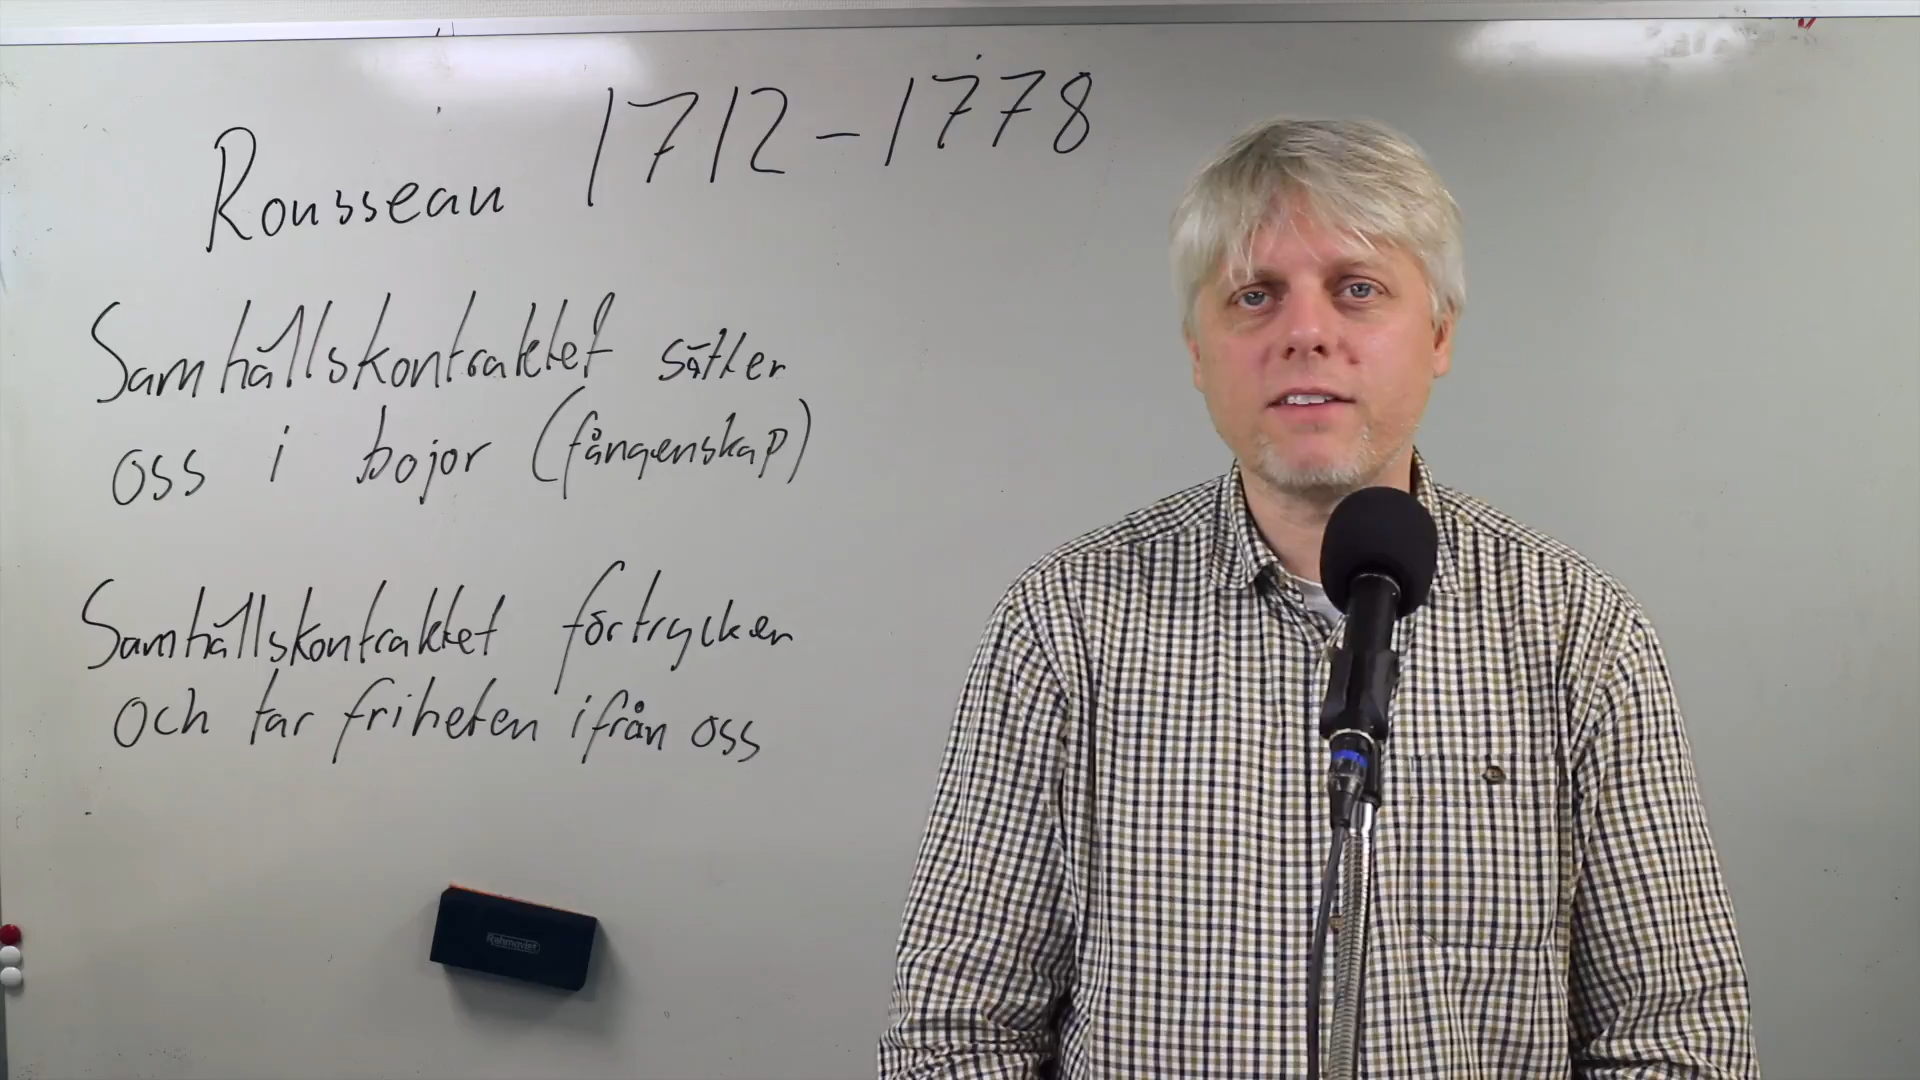 Rousseau 1712-1778
Samhällskontraktet sätter
oss i bojor (fångenskap)
Samhällskontraktet förtrycker
och tar friheten ifrån oss